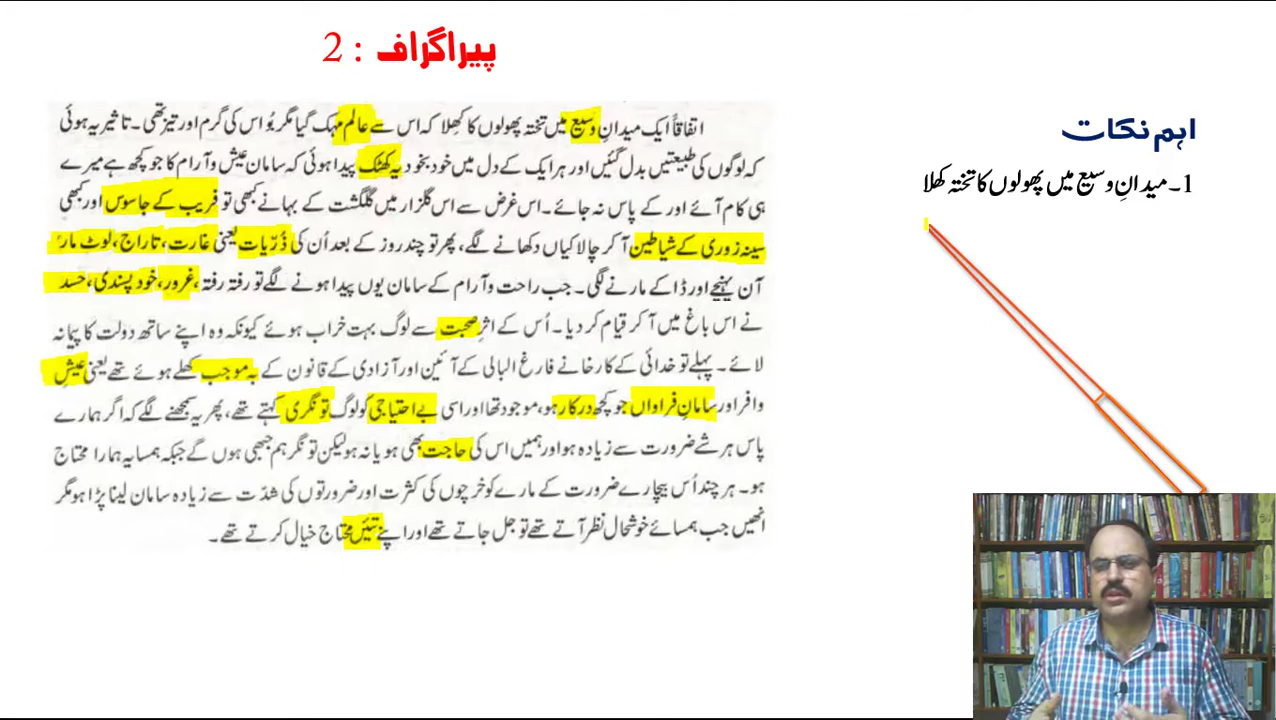 پیراگراف : 2
اتفاقاً ایک میدانِ وسیع میں تختہ پھولوں کا کھلا کہ اس سے عالم مہک گیا مگر بُو اس کی گرم اور تیز تھی۔ تاثیر یہ ہوئی
کہ لوگوں کی طبیعتیں بدل گئیں اور ہر ایک کے دل میں خود بخود یہ کھٹک پیدا ہوئی کہ سامانِ عیش و آرام کا جو کچھ ہے میرے
ہی کام آئے اور کے پاس نہ جائے۔ اس غرض سے اس گلزار میں گلگشت کے بہانے کبھی تو فریب کے جاسوس اور کبھی
سینہ زوری کے شیاطین آ کر چالاکیاں دکھانے لگے، پھر تو چند روز کے بعد اُن کی ذُرّیات یعنی غارت، تاراج، لوٹ مار
آن پہنچے اور ڈاکے مارنے لگی۔ جب راحت و آرام کے سامان یوں پیدا ہونے لگے تو رفتہ رفتہ، غرور، خود پسندی، حسد
نے اس باغ میں آ کر قیام کر دیا۔ اُس کے اثرِ صحبت سے لوگ بہت خراب ہوئے کیونکہ وہ اپنے ساتھ دولت کا پیمانہ
لائے۔ پہلے تو خدائی کے کارخانے فارغ البالی کے آئین اور آزادی کے قانون کے بہ موجب کھلے ہوئے تھے یعنی عیشِ
وافر اور سامانِ فراواں جو کچھ درکار ہو، موجود تھا اور اسی بے احتیاجی کو لوگ تونگری کہتے تھے، پھر یہ سمجھنے لگے کہ اگر ہمارے
پاس ہر شے ضرورت سے زیادہ ہو اور ہمیں اس کی حاجت بھی ہو یا نہ ہو لیکن تونگر ہم جبھی ہوں گے جبکہ ہمسایہ ہمارا محتاج
ہو۔ ہر چند اُس بیچارے ضرورت کے مارے کو خرچوں کی کثرت اور ضرورتوں کی شدّت سے زیادہ سامان لینا پڑا ہو مگر
انھیں جب ہمسائے خوشحال نظر آتے تھے تو جل جاتے تھے اور اپنے تئیں محتاج خیال کرتے تھے۔
اہم نکات
1۔ میدانِ وسیع میں پھولوں کا تختہ کھلا